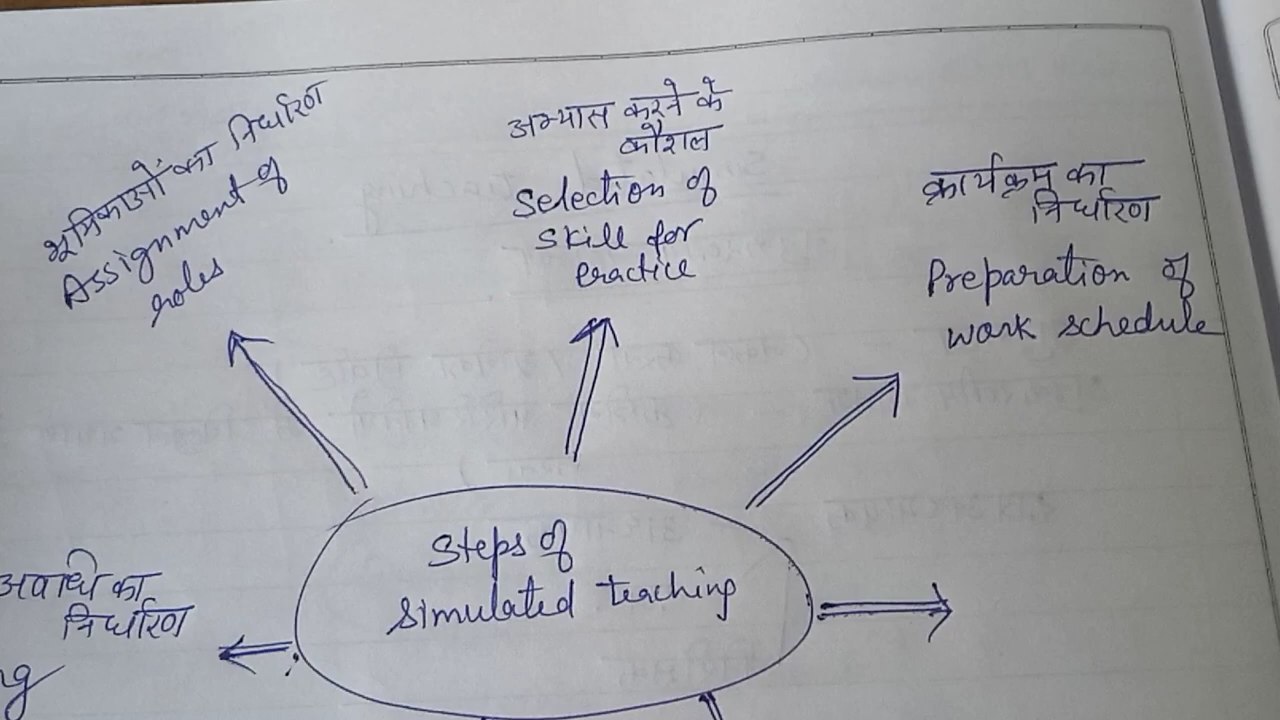 भूमिकाओं का निर्धारण
Assignment of
roles
अभ्यास करने के
कौशल
Selection of
skill for
practice
कार्यक्रम का
निर्धारण
Preparation of
work schedule
Steps of
simulated teaching
अवधि का
निर्धारण
ng